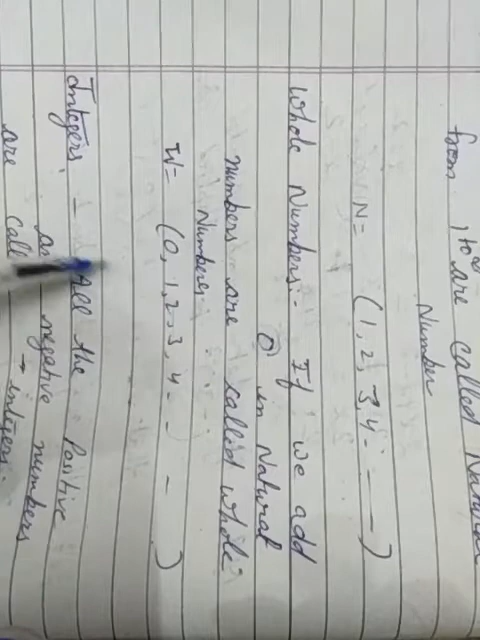 from 1 to ∞ are called Natural
Number
N = (1, 2, 3, 4 - - -)
Whole Numbers:- If we add
0 in Natural
numbers are called whole
Numbers
W = (0, 1, 2, 3, 4 - - -)
Integers - All the Positive
negative numbers
are call → integers.